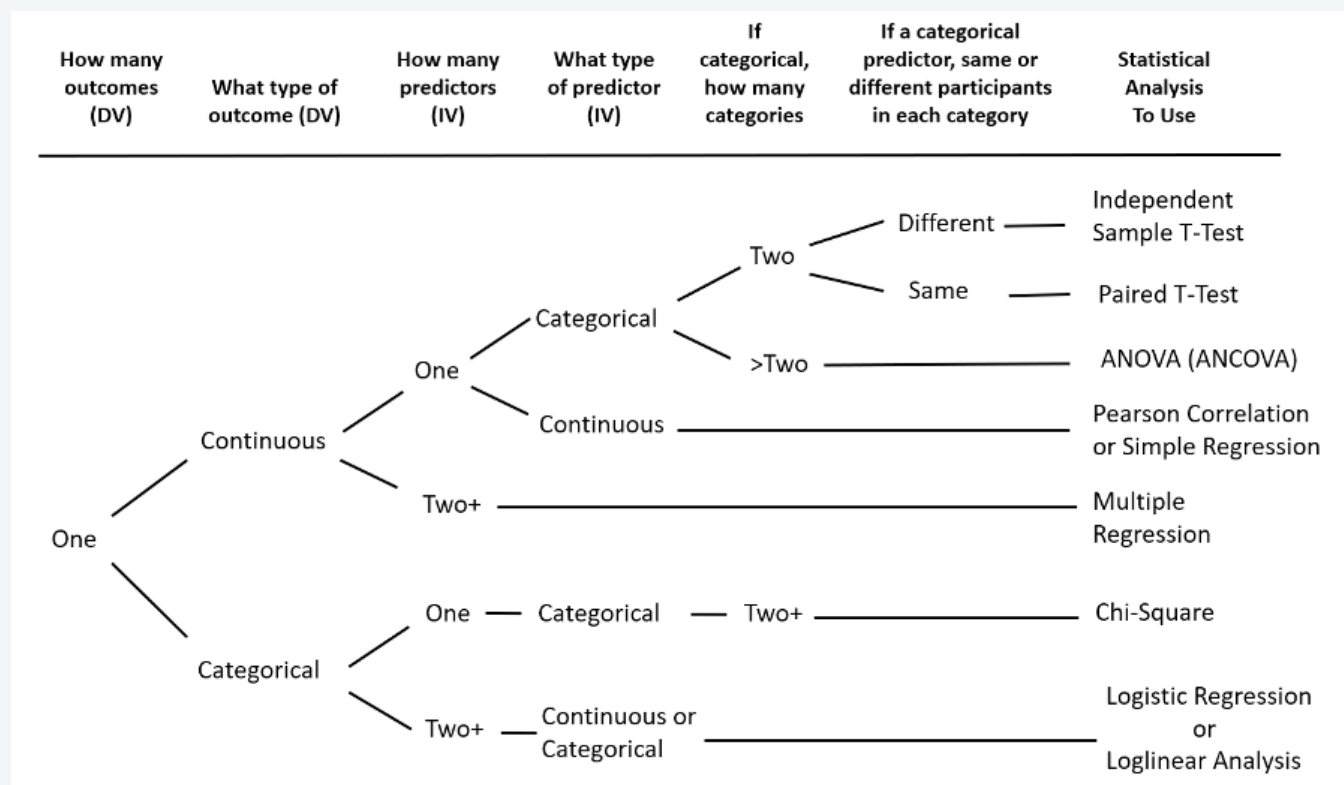 How many
outcomes
(DV)
What type of
outcome (DV)
How many
predictors
(IV)
What type
of predictor
(IV)
If
categorical,
how many
categories
If a categorical
predictor, same or
different participants
in each category
Statistical
Analysis
To Use
Independent
Sample T-Test
Different
Two
Same
Paired T-Test
Categorical
>Two
ANOVA (ANCOVA)
One
Continuous
Pearson Correlation
or Simple Regression
Continuous
Two+
Multiple
Regression
One
One
Categorical
Two+
Chi-Square
Categorical
Two+
Continuous or
Categorical
Logistic Regression
or
Loglinear Analysis